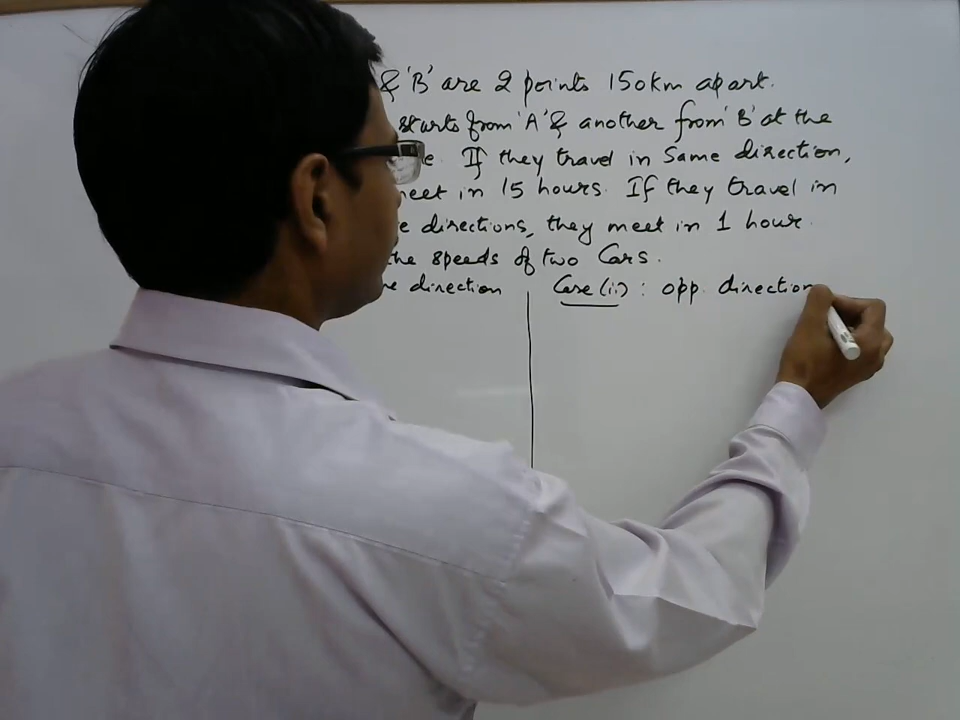 & 'B' are 2 points 150km apart.
starts from 'A' & another from 'B' at the
If they travel in Same direction,
meet in 15 hours. If they travel in
directions, they meet in 1 hour.
the speeds of two Cars.
direction Case(ii) : opp. direction